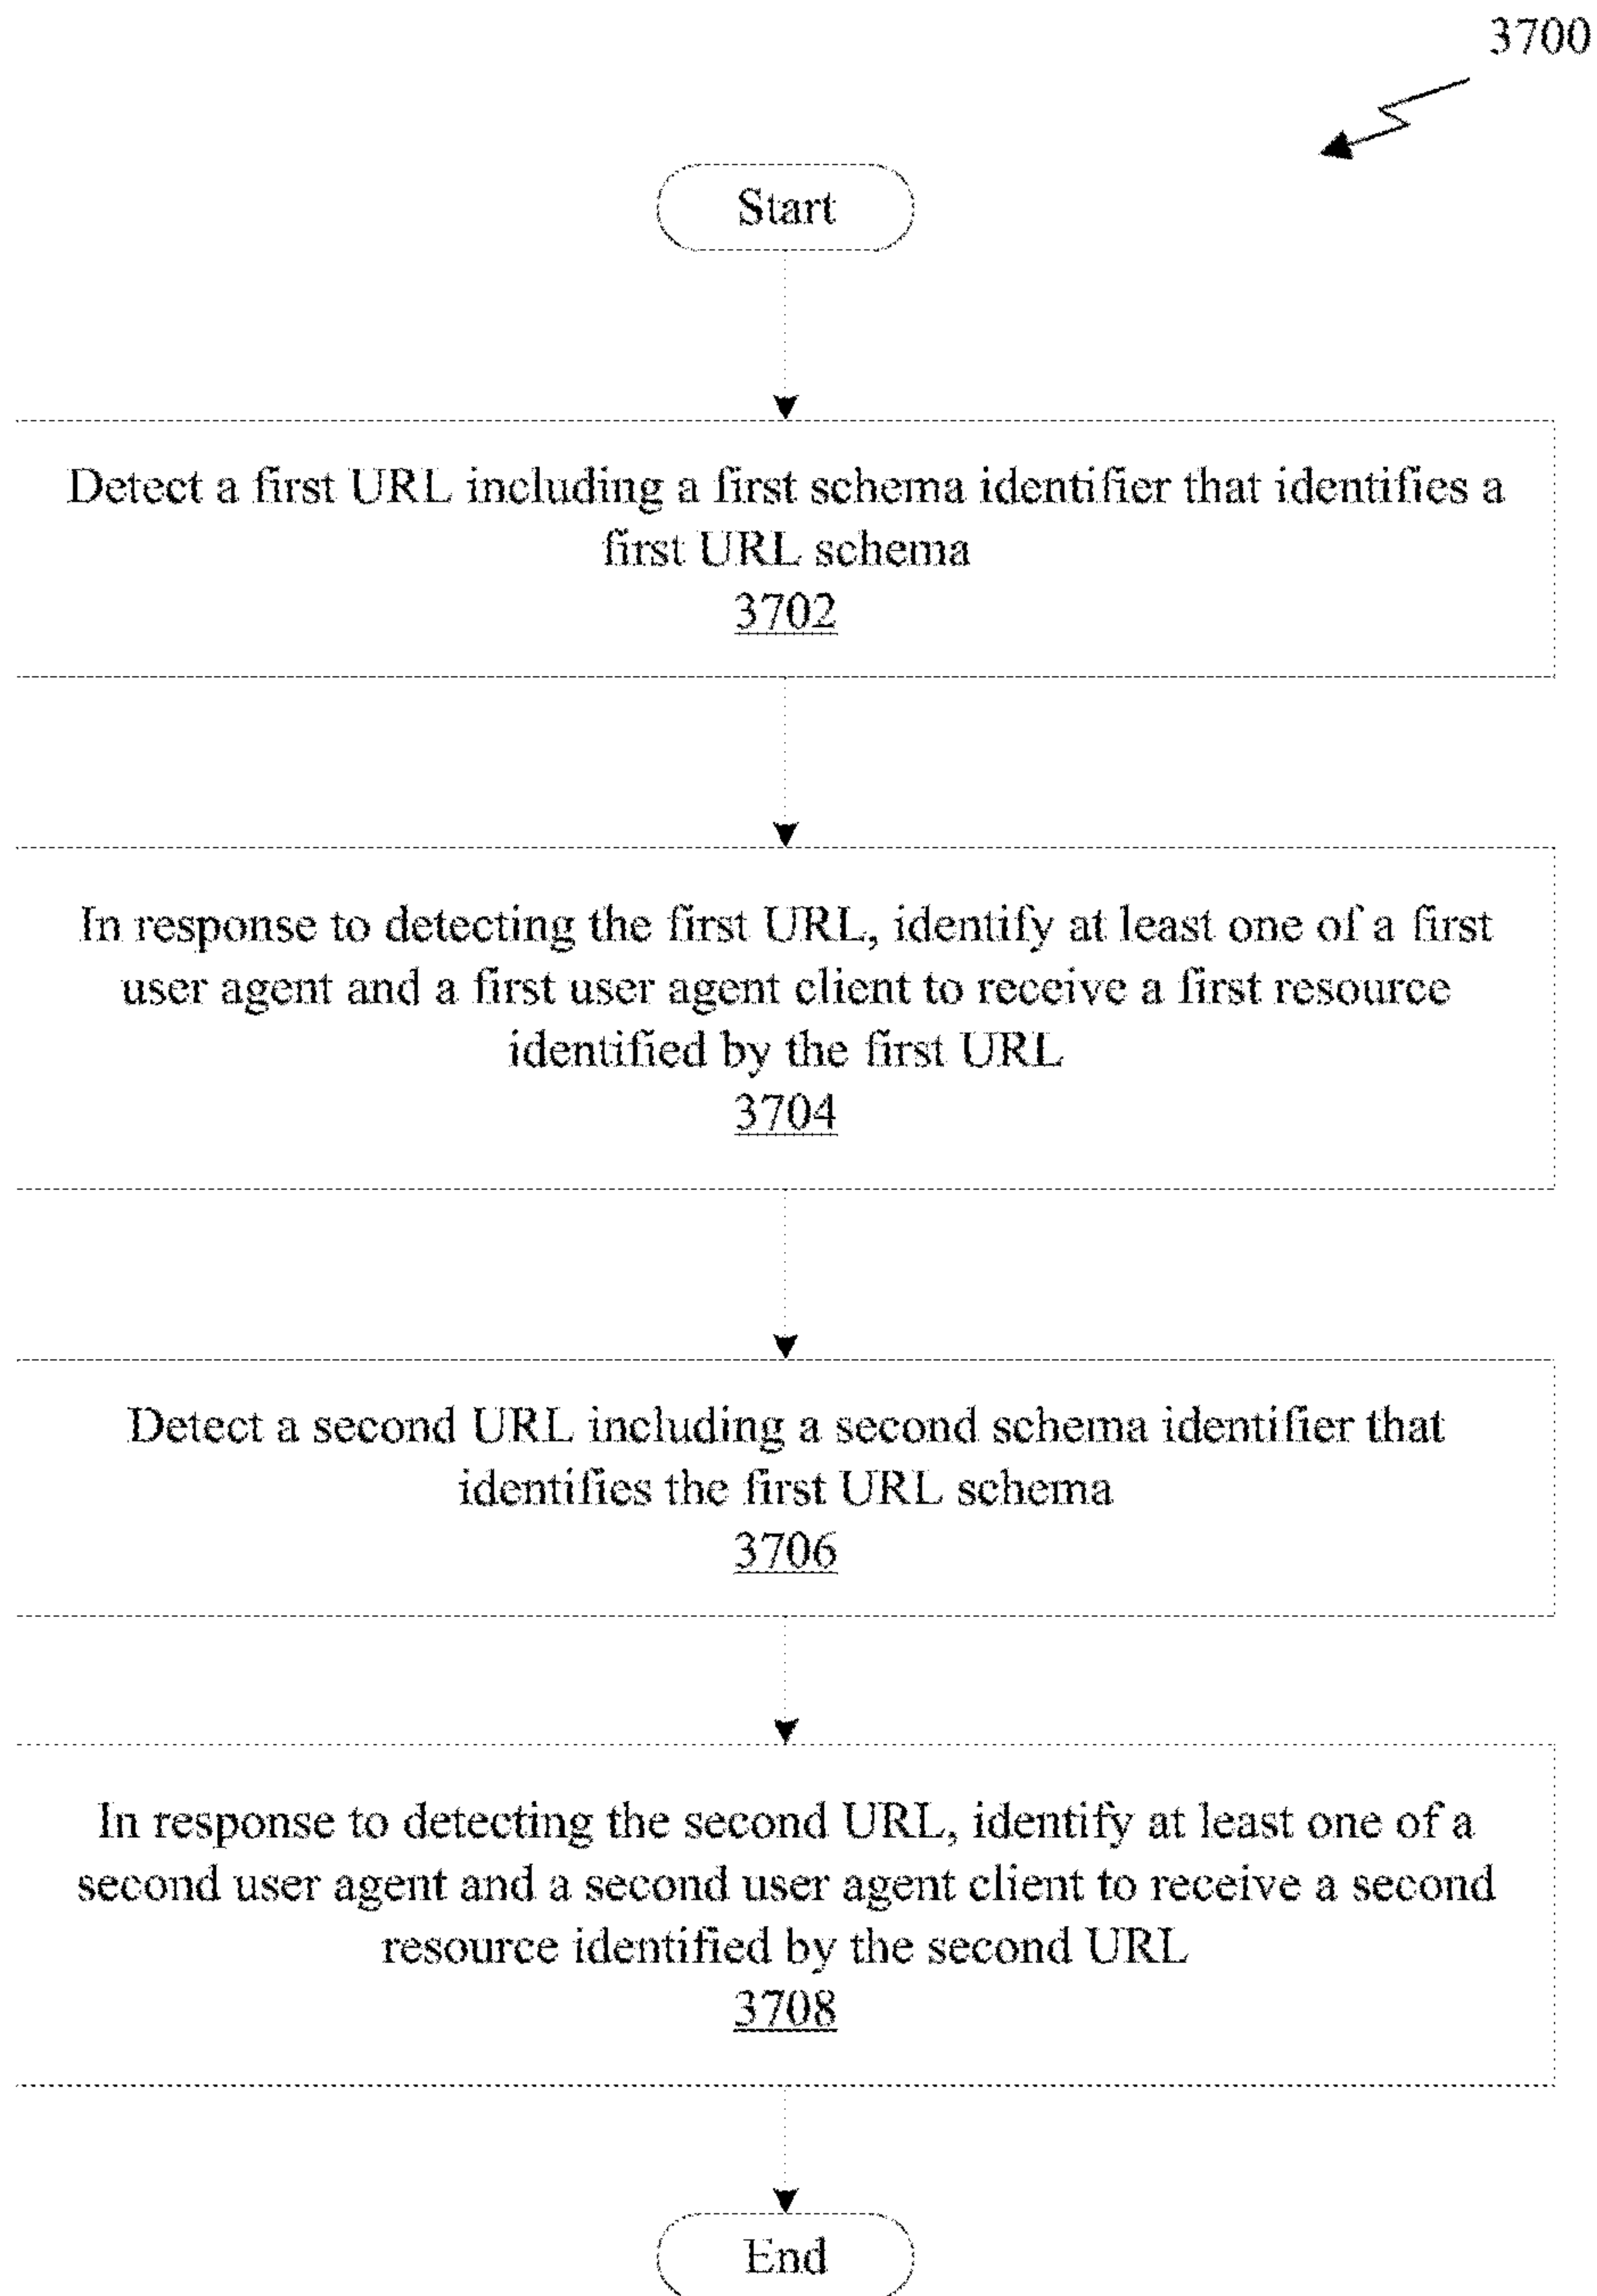 3700
Start
Detect a first URL including a first schema identifier that identifies a
first URL schema
3702
In response to detecting the first URL, identify at least one of a first
user agent and a first user agent client to receive a first resource
identified by the first URL
3704
Detect a second URL including a second schema identifier that
identifies the first URL schema
3706
In response to detecting the second URL, identify at least one of a
second user agent and a second user agent client to receive a second
resource identified by the second URL
3708
End